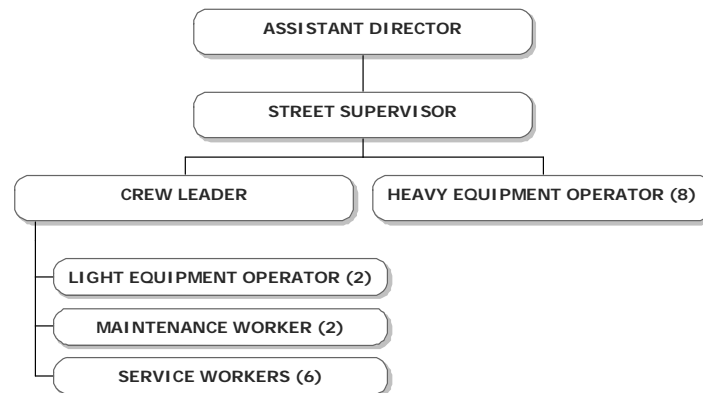 ASSISTANT DIRECTOR
STREET SUPERVISOR
CREW LEADER
HEAVY EQUIPMENT OPERATOR (8)
LIGHT EQUIPMENT OPERATOR (2)
MAINTENANCE WORKER (2)
SERVICE WORKERS (6)